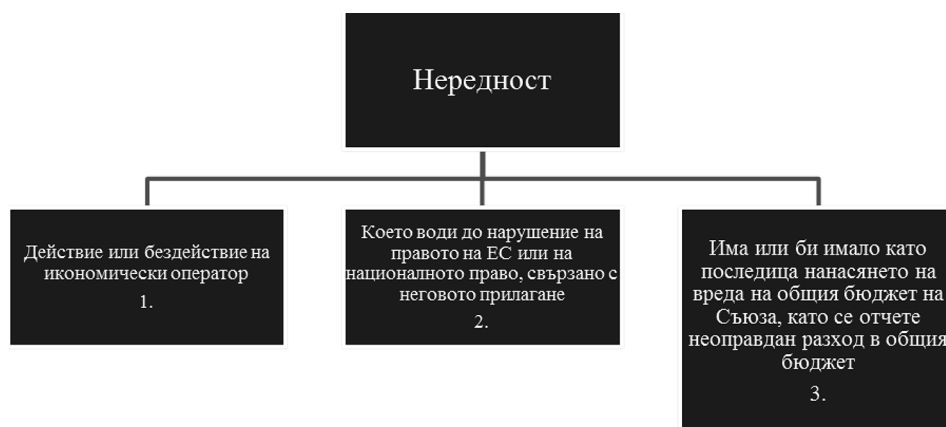 Нередност
Действие или бездействие на
икономически оператор
1.
Което води до нарушение на
правото на ЕС или на
националното право, свързано с
неговото прилагане
2.
Има или би имало като
последица нанасянето на
вреда на общия бюджет на
Съюза, като се отчете
неоправдан разход в общия
бюджет
3.